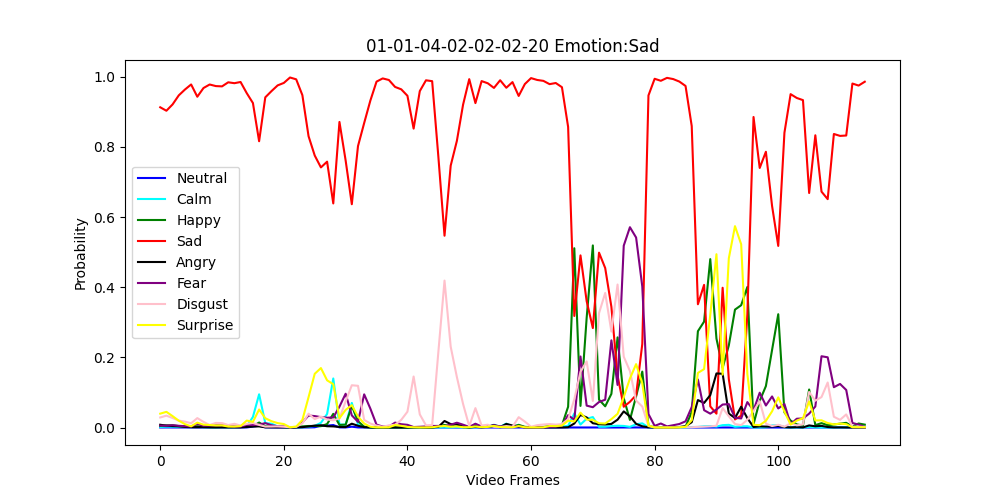 01-01-04-02-02-02-20 Emotion:Sad
Probability
1.0
0.8
0.6
0.4
0.2
0.0
Neutral
Calm
Happy
Sad
Angry
Fear
Disgust
Surprise
0 20 40 60 80 100
Video Frames